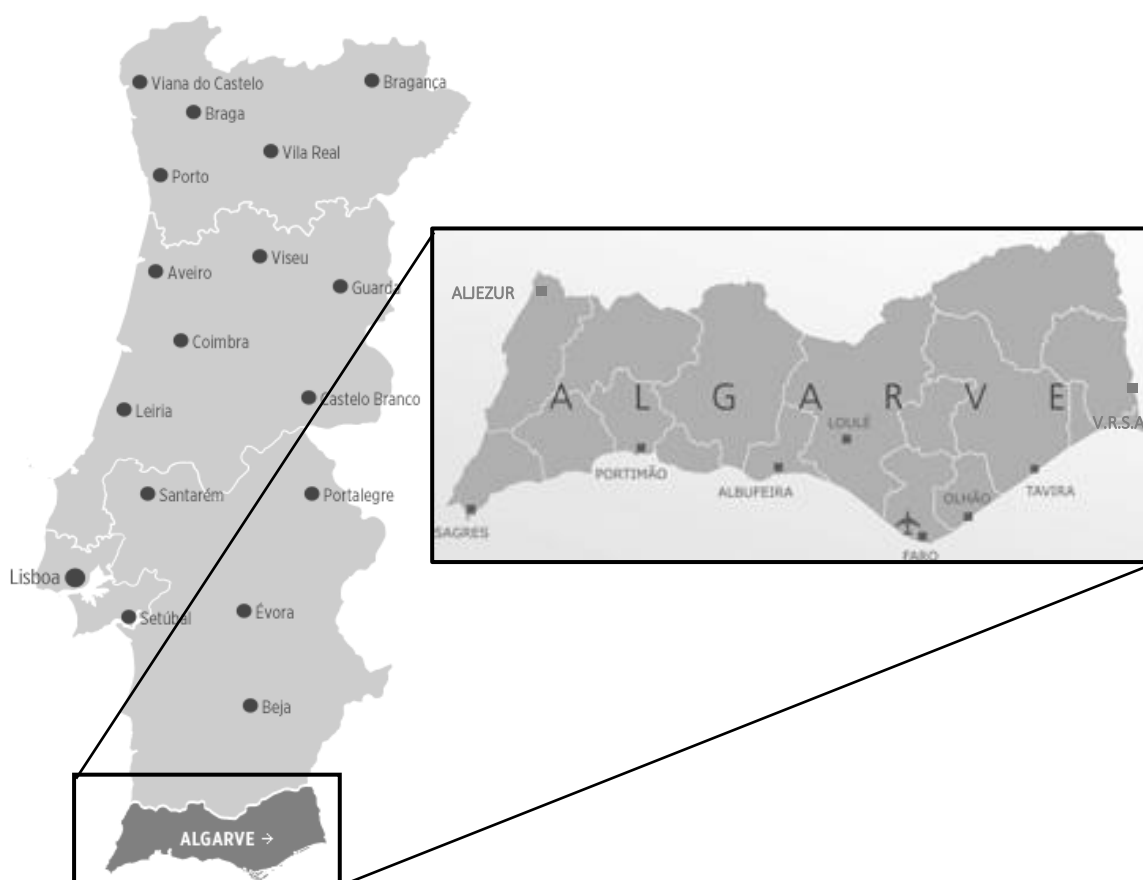 Viana do Castelo
Bragança
Braga
Vila Real
Porto
Viseu
Aveiro
Guarda
Coimbra
Castelo Branco
Leiria
Santarém
Portalegre
Lisboa
Setúbal
Évora
Beja
ALGARVE →
ALJEZUR
A L G A R V E
LOULÉ
V.R.S.A
PORTIMÃO
ALBUFEIRA
TAVIRA
OLHÃO
SAGRES
FARO